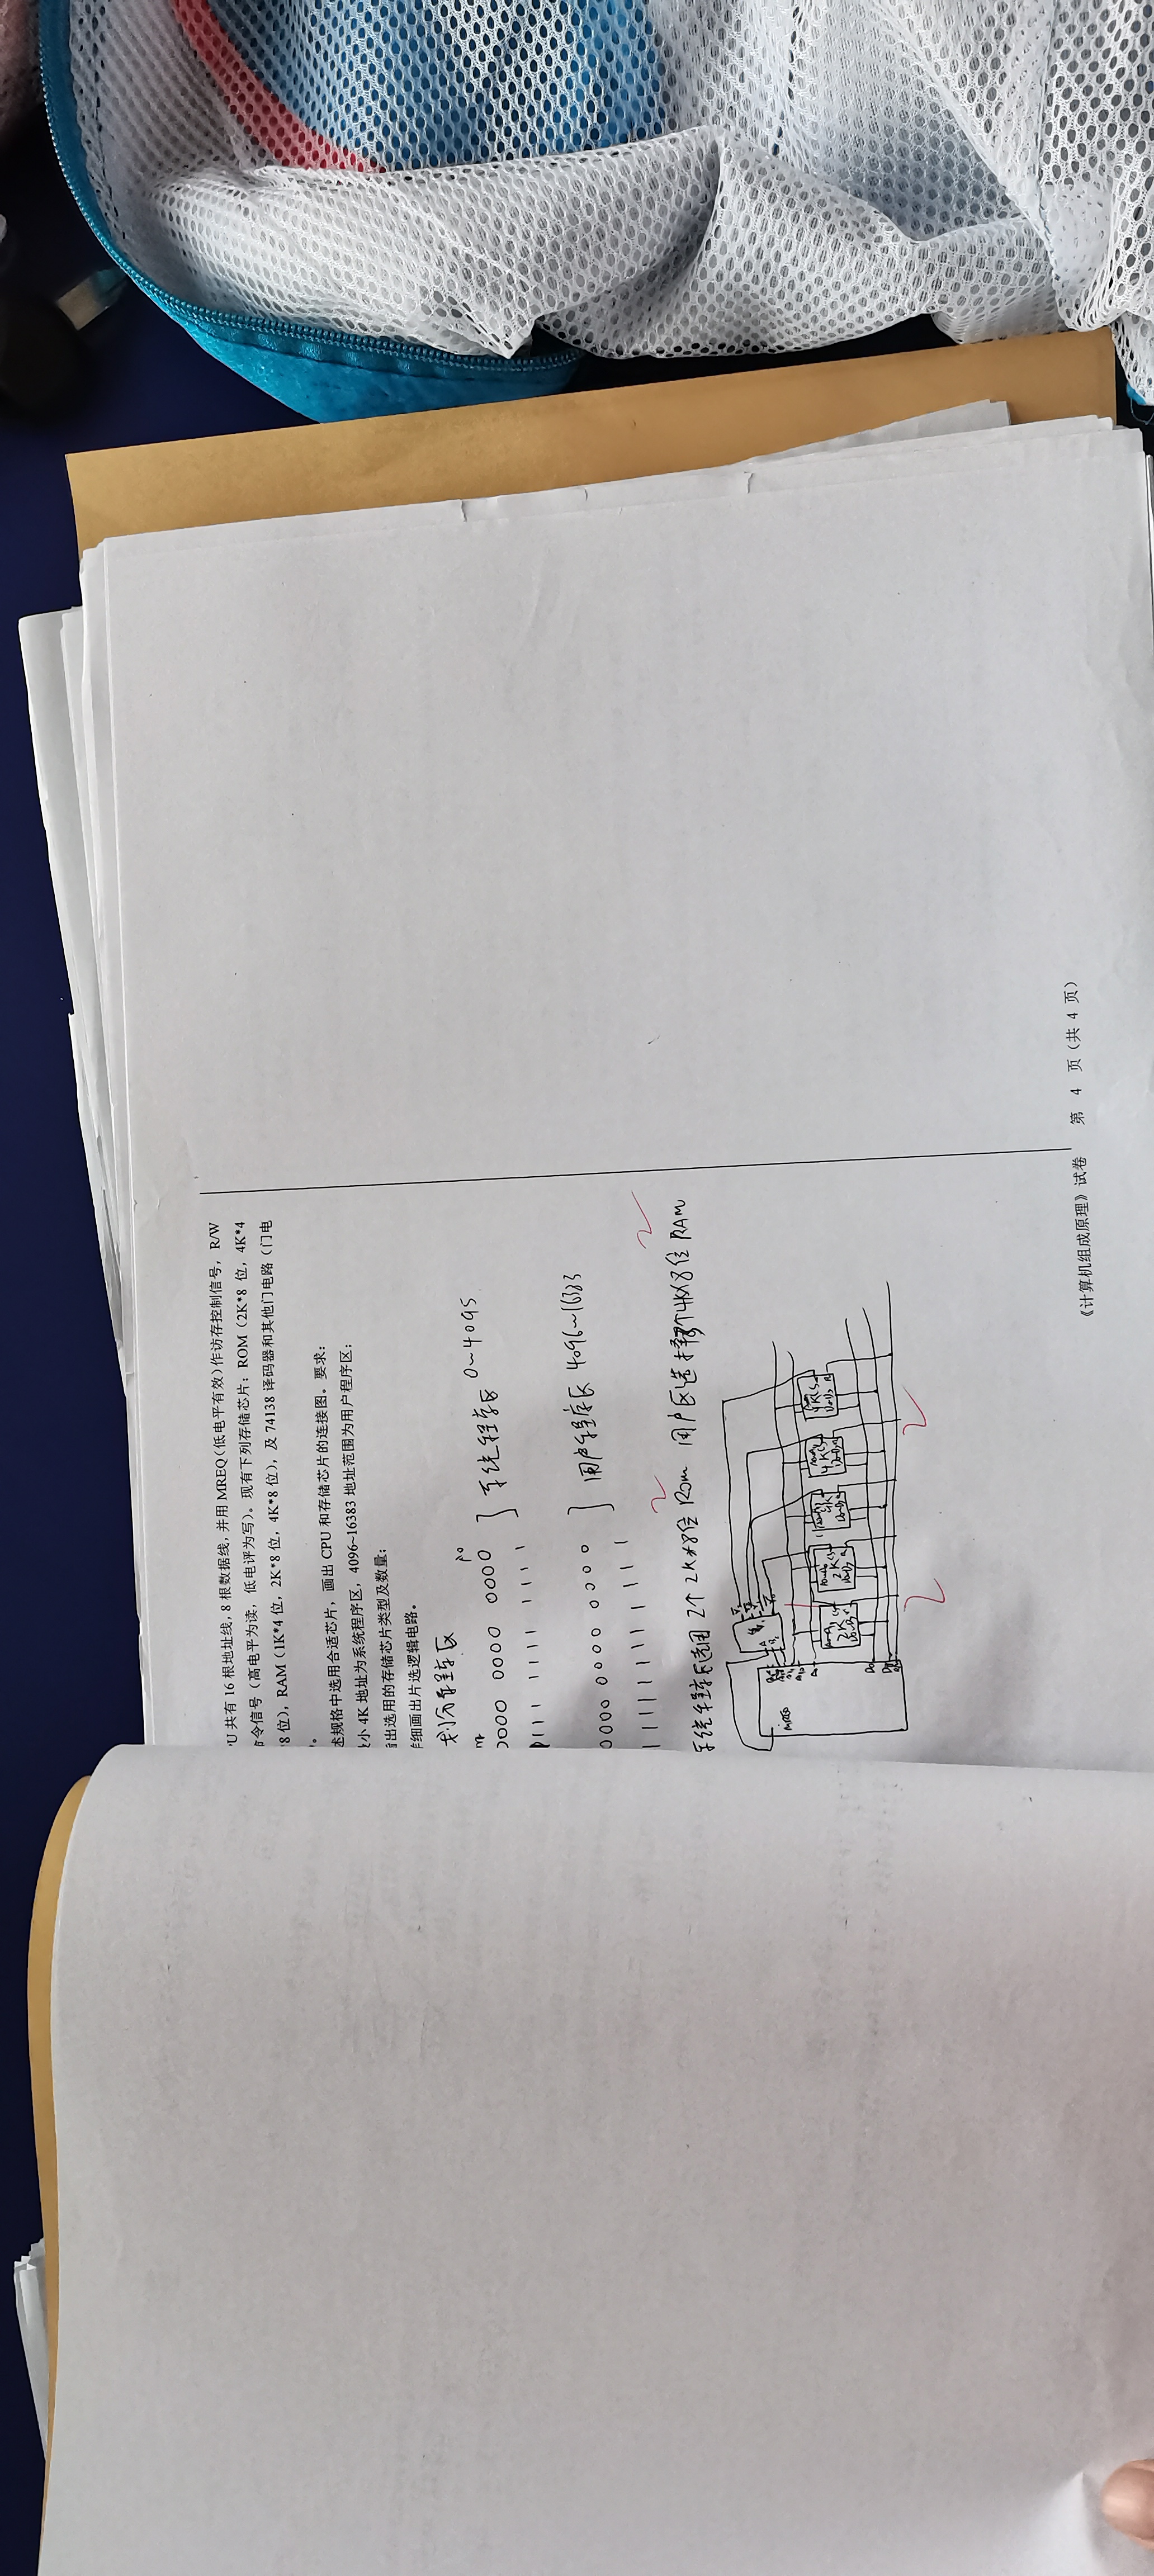 PU 共有 16 根地址线，8 根数据线，并用 MREQ（低电平有效）作访存控制信号，R/W
命令信号（高电平为读，低电评为写）。现有下列存储芯片：ROM（2K*8 位，4K*4
*8 位），RAM（1K*4 位，2K*8 位，4K*8 位），及 74138 译码器和其他门电路（门电
）。
述规格中选用合适芯片，画出 CPU 和存储芯片的连接图。要求：
最小 4K 地址为系统程序区，4096~16383 地址范围为用户程序区；
指出选用的存储芯片类型及数量；
详细画出片选逻辑电路。
划分程序区
0000 0000 0000 ] 系统程序区 0~4095
1111 1111 1111
0000 0000 0000 ] 用户程序区 4096~16383
1111 1111 1111
2 2
系统程序区选用 2个 2K*8位 Rom 用户区选择3个4K*8位 RAM
MREQ
2K 2K 4K 4K 4K
D0
2 2
《计算机组成原理》试卷 第 4 页（共 4 页）